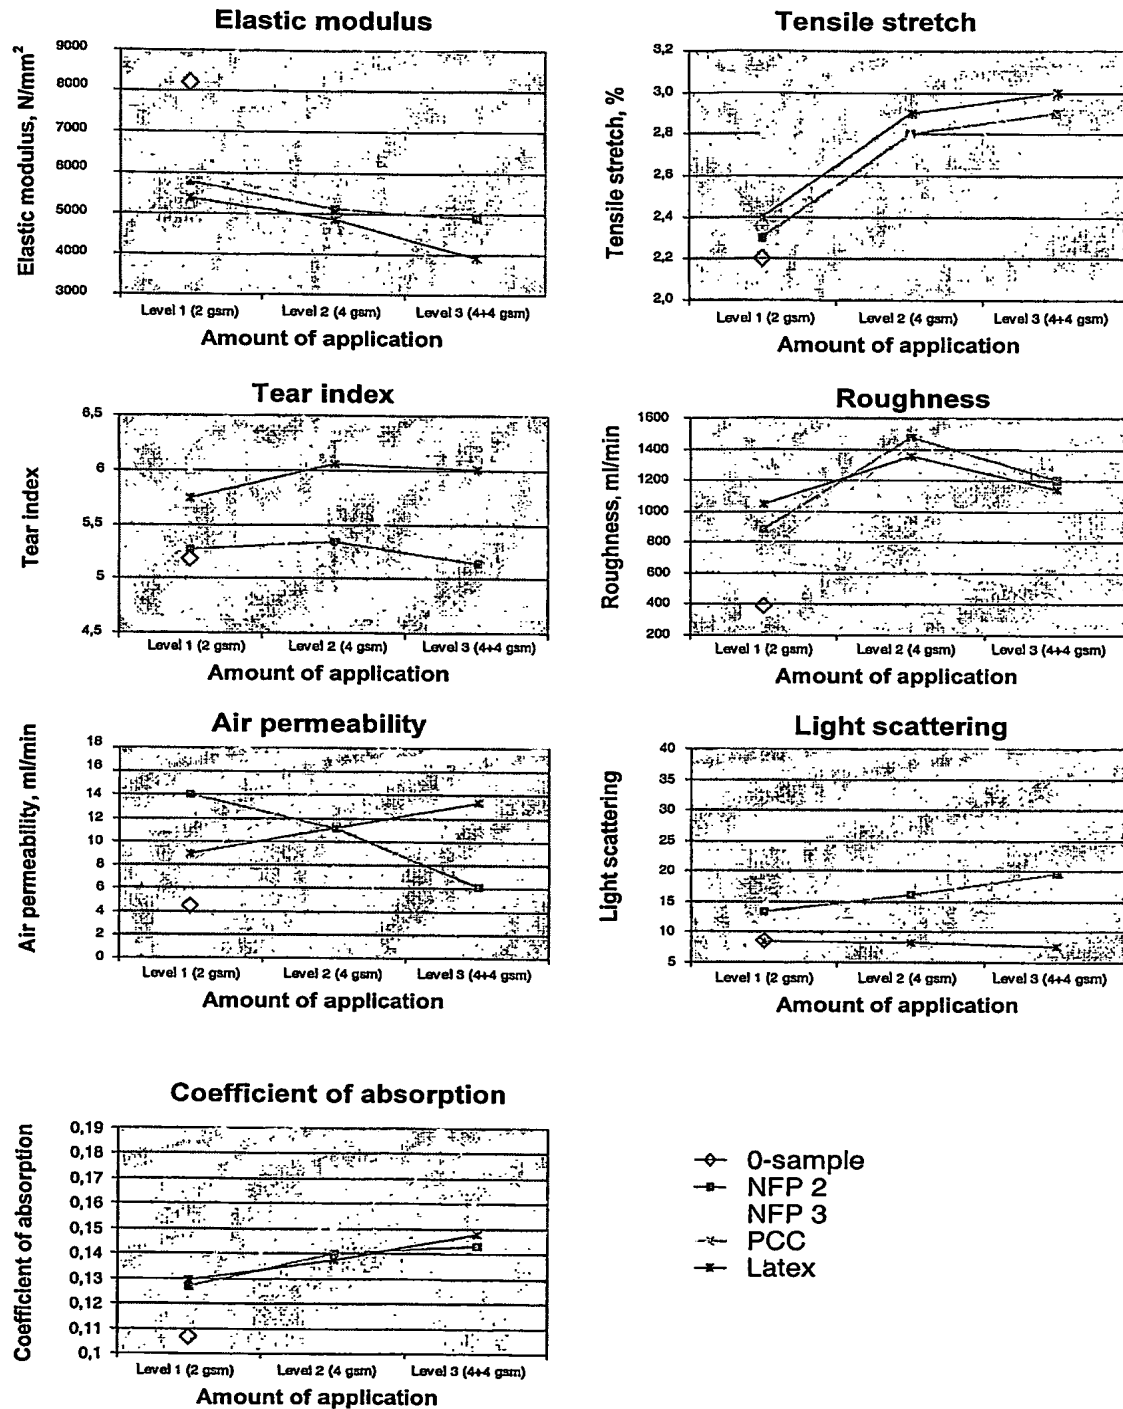 Elastic modulus
Elastic modulus, N/mm²
9000
8000
7000
6000
5000
4000
3000
Level 1 (2 gsm) Level 2 (4 gsm) Level 3 (4+4 gsm)
Amount of application
Tensile stretch
Tensile stretch, %
3,2
3,0
2,8
2,6
2,4
2,2
2,0
Level 1 (2 gsm) Level 2 (4 gsm) Level 3 (4+4 gsm)
Amount of application
Tear index
Tear index
6,5
6
5,5
5
4,5
Level 1 (2 gsm) Level 2 (4 gsm) Level 3 (4+4 gsm)
Amount of application
Roughness
Roughness, ml/min
1600
1400
1200
1000
800
600
400
200
Level 1 (2 gsm) Level 2 (4 gsm) Level 3 (4+4 gsm)
Amount of application
Air permeability
Air permeability, ml/min
18
16
14
12
10
8
6
4
2
0
Level 1 (2 gsm) Level 2 (4 gsm) Level 3 (4+4 gsm)
Amount of application
Light scattering
Light scattering
40
35
30
25
20
15
10
5
Level 1 (2 gsm) Level 2 (4 gsm) Level 3 (4+4 gsm)
Amount of application
Coefficient of absorption
Coefficient of absorption
0,19
0,18
0,17
0,16
0,15
0,14
0,13
0,12
0,11
0,1
Level 1 (2 gsm) Level 2 (4 gsm) Level 3 (4+4 gsm)
Amount of application
0-sample
NFP 2
NFP 3
PCC
Latex